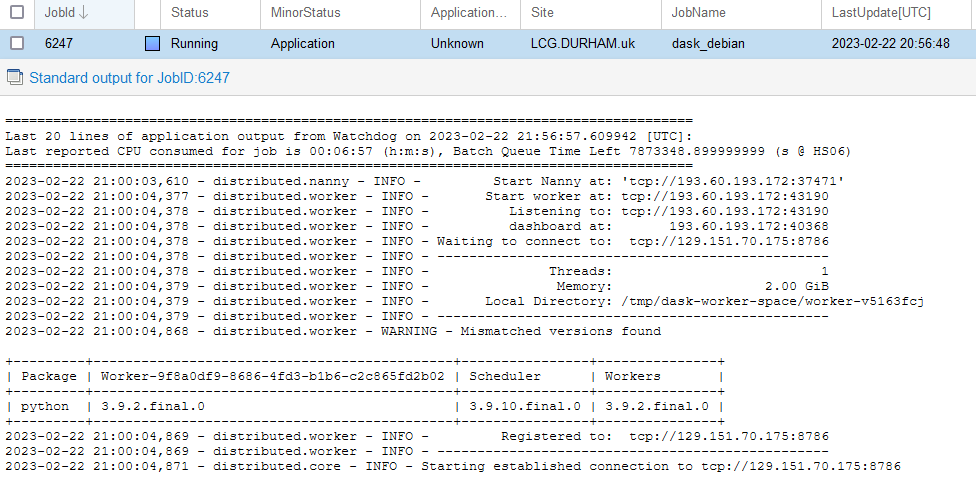 JobId Status MinorStatus Application... Site JobName LastUpdate[UTC]
6247 Running Application Unknown LCG.DURHAM.uk dask_debian 2023-02-22 20:56:48
Standard output for JobID:6247
======================================================================================
Last 20 lines of application output from Watchdog on 2023-02-22 21:56:57.609942 [UTC]:
Last reported CPU consumed for job is 00:06:57 (h:m:s), Batch Queue Time Left 7873348.899999999 (s @ HS06)
======================================================================================
2023-02-22 21:00:03,610 - distributed.nanny - INFO -         Start Nanny at: 'tcp://193.60.193.172:37471'
2023-02-22 21:00:04,377 - distributed.worker - INFO -       Start worker at: tcp://193.60.193.172:43190
2023-02-22 21:00:04,378 - distributed.worker - INFO -          Listening to: tcp://193.60.193.172:43190
2023-02-22 21:00:04,378 - distributed.worker - INFO -          dashboard at:       193.60.193.172:40368
2023-02-22 21:00:04,378 - distributed.worker - INFO - Waiting to connect to:  tcp://129.151.70.175:8786
2023-02-22 21:00:04,378 - distributed.worker - INFO - -------------------------------------------------
2023-02-22 21:00:04,378 - distributed.worker - INFO -               Threads:                          1
2023-02-22 21:00:04,379 - distributed.worker - INFO -                Memory:                   2.00 GiB
2023-02-22 21:00:04,379 - distributed.worker - INFO -       Local Directory: /tmp/dask-worker-space/worker-v5163fcj
2023-02-22 21:00:04,379 - distributed.worker - INFO - -------------------------------------------------
2023-02-22 21:00:04,868 - distributed.worker - WARNING - Mismatched versions found
+---------+---------------------------------------------+----------------+---------------+
| Package | Worker-9f8a0df9-8686-4fd3-b1b6-c2c865fd2b02 | Scheduler      | Workers       |
+---------+---------------------------------------------+----------------+---------------+
| python  | 3.9.2.final.0                               | 3.9.10.final.0 | 3.9.2.final.0 |
+---------+---------------------------------------------+----------------+---------------+
2023-02-22 21:00:04,869 - distributed.worker - INFO -         Registered to:  tcp://129.151.70.175:8786
2023-02-22 21:00:04,869 - distributed.worker - INFO - -------------------------------------------------
2023-02-22 21:00:04,871 - distributed.core - INFO - Starting established connection to tcp://129.151.70.175:8786